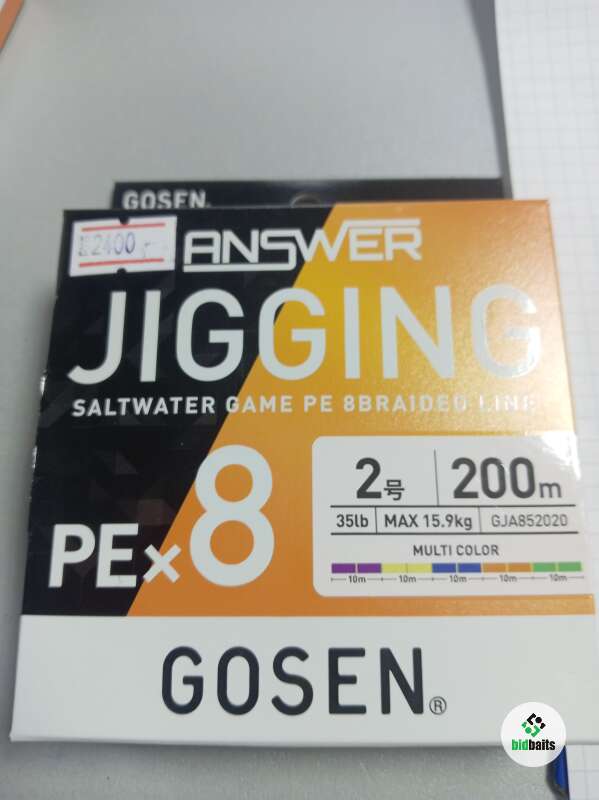 GOSEN®
2400
ANSWER
JIGGING
SALTWATER GAME PE 8BRAIDED LINE
PE×8
2号 200m
35lb MAX 15.9kg GJA852020
MULTI COLOR
10m 10m 10m 10m 10m
GOSEN®
bidbaits